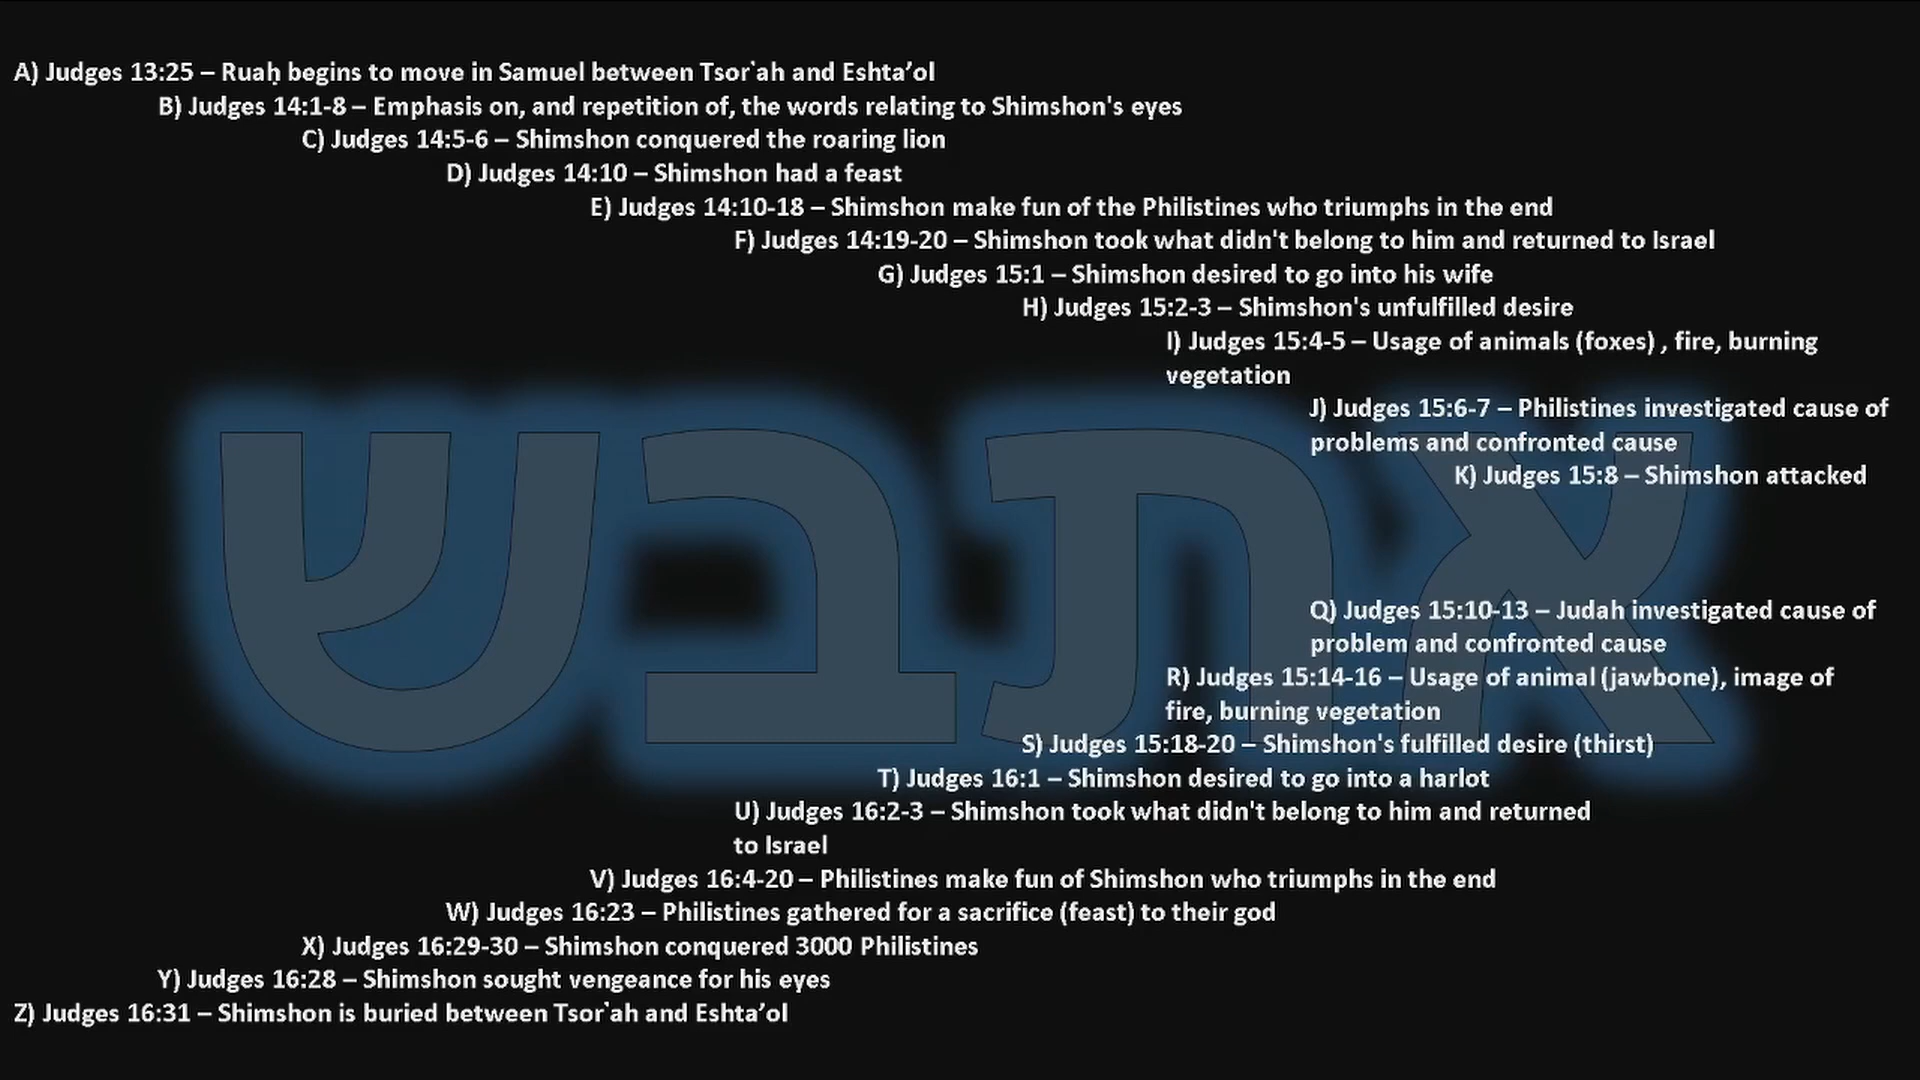 A) Judges 13:25 – Ruaḥ begins to move in Samuel between Tsor`ah and Eshta’ol
B) Judges 14:1-8 – Emphasis on, and repetition of, the words relating to Shimshon's eyes
C) Judges 14:5-6 – Shimshon conquered the roaring lion
D) Judges 14:10 – Shimshon had a feast
E) Judges 14:10-18 – Shimshon make fun of the Philistines who triumphs in the end
F) Judges 14:19-20 – Shimshon took what didn't belong to him and returned to Israel
G) Judges 15:1 – Shimshon desired to go into his wife
H) Judges 15:2-3 – Shimshon's unfulfilled desire
I) Judges 15:4-5 – Usage of animals (foxes) , fire, burning
vegetation
J) Judges 15:6-7 – Philistines investigated cause of
problems and confronted cause
K) Judges 15:8 – Shimshon attacked
אתבש
Q) Judges 15:10-13 – Judah investigated cause of
problem and confronted cause
R) Judges 15:14-16 – Usage of animal (jawbone), image of
fire, burning vegetation
S) Judges 15:18-20 – Shimshon's fulfilled desire (thirst)
T) Judges 16:1 – Shimshon desired to go into a harlot
U) Judges 16:2-3 – Shimshon took what didn't belong to him and returned
to Israel
V) Judges 16:4-20 – Philistines make fun of Shimshon who triumphs in the end
W) Judges 16:23 – Philistines gathered for a sacrifice (feast) to their god
X) Judges 16:29-30 – Shimshon conquered 3000 Philistines
Y) Judges 16:28 – Shimshon sought vengeance for his eyes
Z) Judges 16:31 – Shimshon is buried between Tsor`ah and Eshta’ol